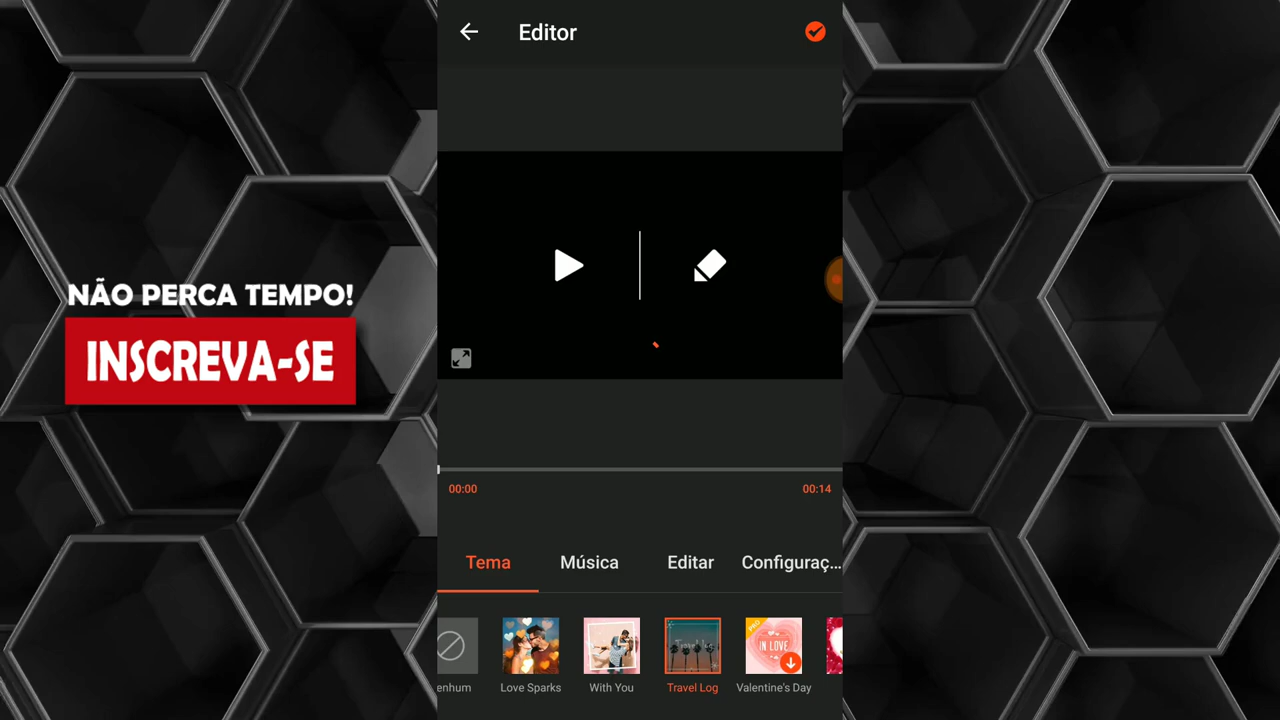 Editor
NÃO PERCA TEMPO!
INSCREVA-SE
00:00
00:14
Tema
Música
Editar
Configuraç...
PRO
IN LOVE
enhum
Love Sparks
With You
Travel Log
Valentine's Day